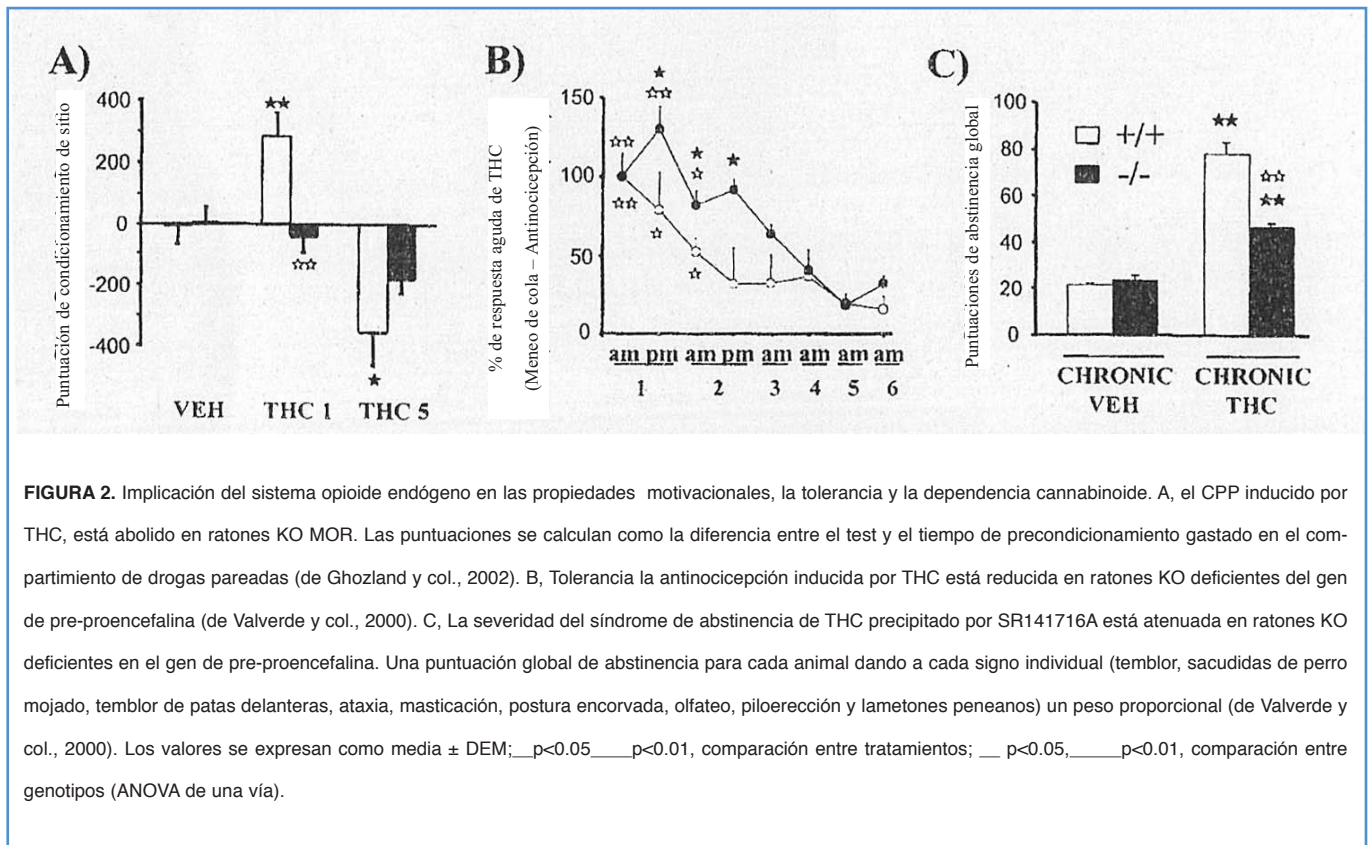 A)
Puntuación de condicionamiento de sitio
400
200
0
-200
-400
★★
☆☆
★
VEH THC 1 THC 5
B)
% de respuesta aguda de THC
(Meneo de cola – Antinocicepción)
150
100
50
0
★
☆☆
☆☆
★
☆
★
☆☆
☆
☆
am pm am pm am am am am
1 2 3 4 5 6
C)
Puntuaciones de abstinencia global
100
80
60
40
20
0
+/+
-/-
★★
☆☆
★★
CHRONIC CHRONIC
VEH THC
FIGURA 2. Implicación del sistema opioide endógeno en las propiedades motivacionales, la tolerancia y la dependencia cannabinoide. A, el CPP inducido por
THC, está abolido en ratones KO MOR. Las puntuaciones se calculan como la diferencia entre el test y el tiempo de precondicionamiento gastado en el com-
partimiento de drogas pareadas (de Ghozland y col., 2002). B, Tolerancia la antinocicepción inducida por THC está reducida en ratones KO deficientes del gen
de pre-proencefalina (de Valverde y col., 2000). C, La severidad del síndrome de abstinencia de THC precipitado por SR141716A está atenuada en ratones KO
deficientes en el gen de pre-proencefalina. Una puntuación global de abstinencia para cada animal dando a cada signo individual (temblor, sacudidas de perro
mojado, temblor de patas delanteras, ataxia, masticación, postura encorvada, olfateo, piloerección y lametones peneanos) un peso proporcional (de Valverde y
col., 2000). Los valores se expresan como media ± DEM;__p<0.05____p<0.01, comparación entre tratamientos; __ p<0.05,_____p<0.01, comparación entre
genotipos (ANOVA de una vía).